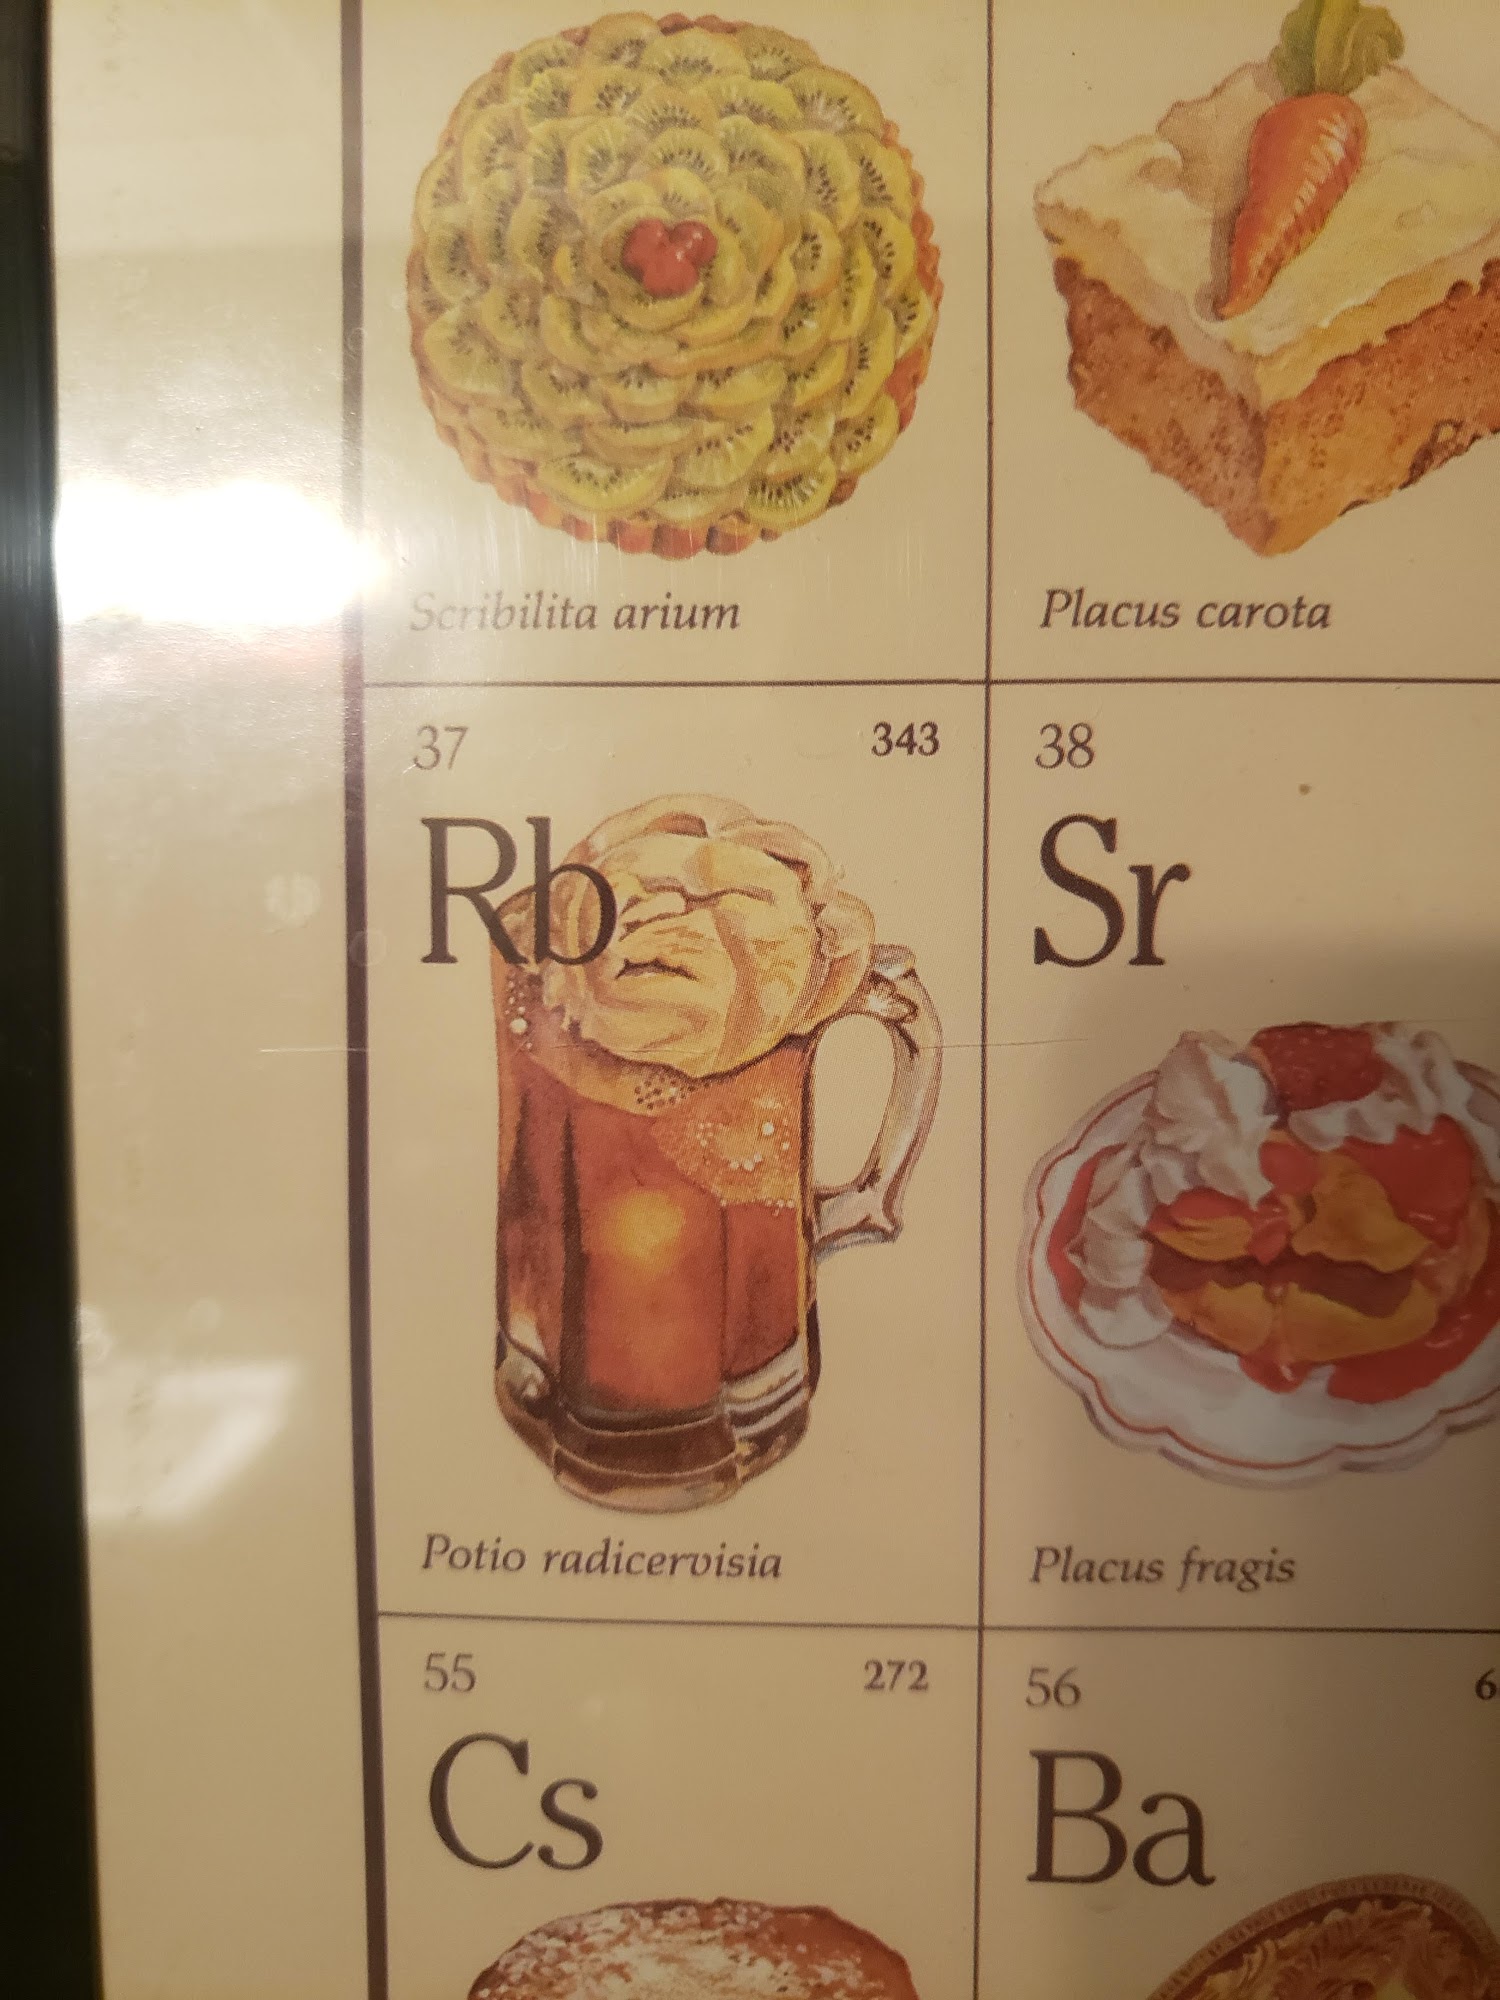 Scribilita arium
Placus carota
37
343
38
Rb
Sr
Potio radicervisia
Placus fragis
55
272
56
Cs
Ba